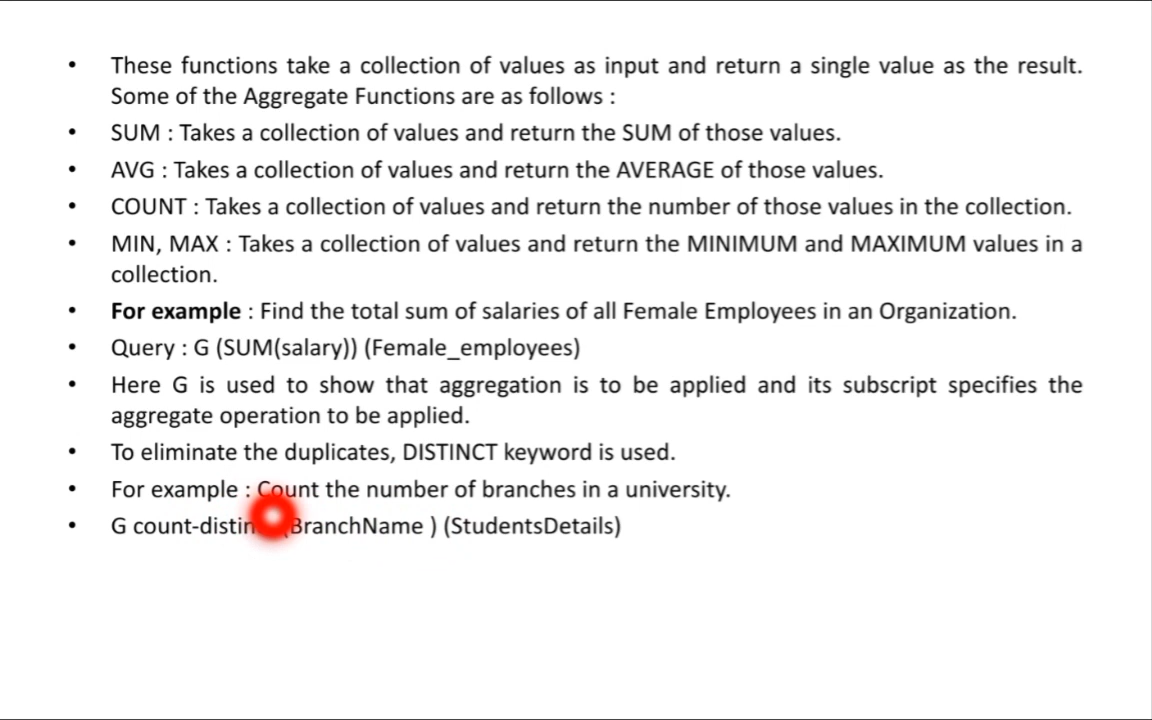 • These functions take a collection of values as input and return a single value as the result.
Some of the Aggregate Functions are as follows :
• SUM : Takes a collection of values and return the SUM of those values.
• AVG : Takes a collection of values and return the AVERAGE of those values.
• COUNT : Takes a collection of values and return the number of those values in the collection.
• MIN, MAX : Takes a collection of values and return the MINIMUM and MAXIMUM values in a
collection.
• For example : Find the total sum of salaries of all Female Employees in an Organization.
• Query : G (SUM(salary)) (Female_employees)
• Here G is used to show that aggregation is to be applied and its subscript specifies the
aggregate operation to be applied.
• To eliminate the duplicates, DISTINCT keyword is used.
• For example : Count the number of branches in a university.
• G BranchName ) (StudentsDetails)